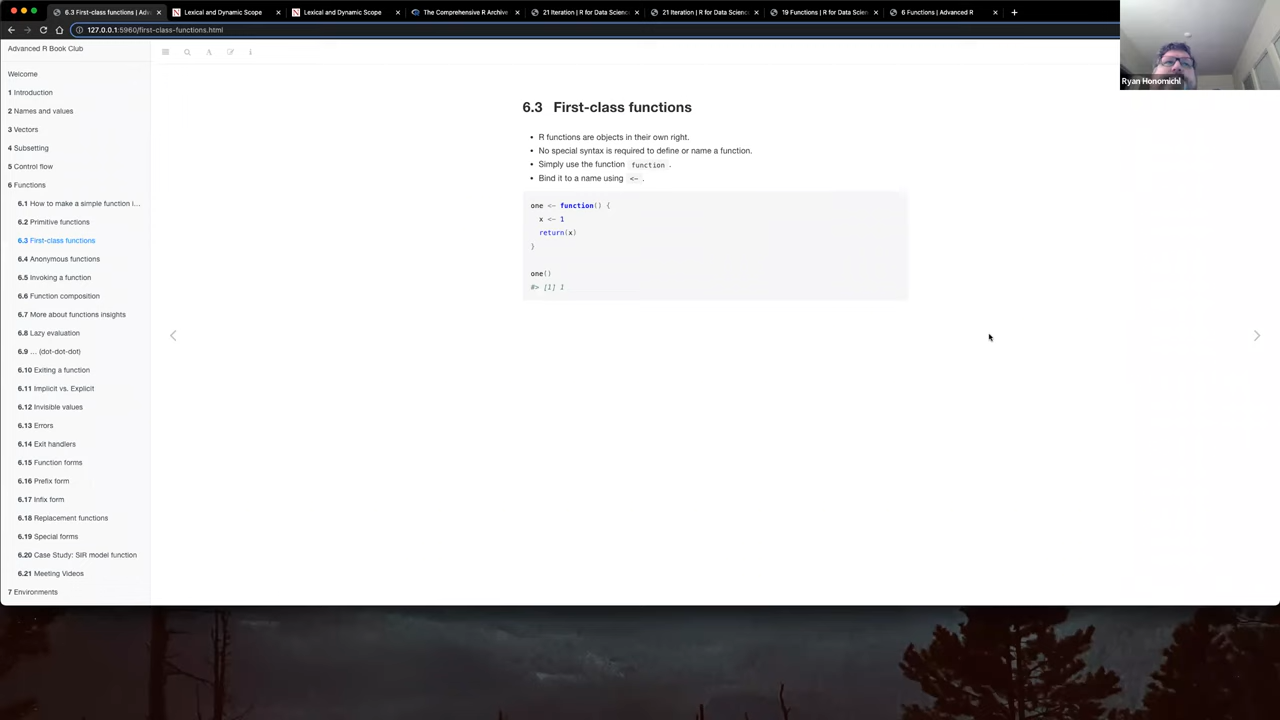 6.3 First-class functions | Adv
Lexical and Dynamic Scope
Lexical and Dynamic Scope
The Comprehensive R Archive
21 Iteration | R for Data Scienc
21 Iteration | R for Data Scienc
19 Functions | R for Data Scien
6 Functions | Advanced R
127.0.0.1:5960/first-class-functions.html
Ryan Honomichl
Advanced R Book Club
Welcome
1 Introduction
2 Names and values
3 Vectors
4 Subsetting
5 Control flow
6 Functions
6.1 How to make a simple function i...
6.2 Primitive functions
6.3 First-class functions
6.4 Anonymous functions
6.5 Invoking a function
6.6 Function composition
6.7 More about functions insights
6.8 Lazy evaluation
6.9 ... (dot-dot-dot)
6.10 Exiting a function
6.11 Implicit vs. Explicit
6.12 Invisible values
6.13 Errors
6.14 Exit handlers
6.15 Function forms
6.16 Prefix form
6.17 Infix form
6.18 Replacement functions
6.19 Special forms
6.20 Case Study: SIR model function
6.21 Meeting Videos
7 Environments
6.3 First-class functions
• R functions are objects in their own right.
• No special syntax is required to define or name a function.
• Simply use the function function .
• Bind it to a name using <- .
one <- function() {
x <- 1
return(x)
}
one()
#> [1] 1